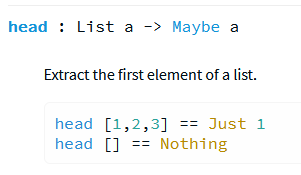 head : List a -> Maybe a
Extract the first element of a list.
head [1,2,3] == Just 1
head [] == Nothing